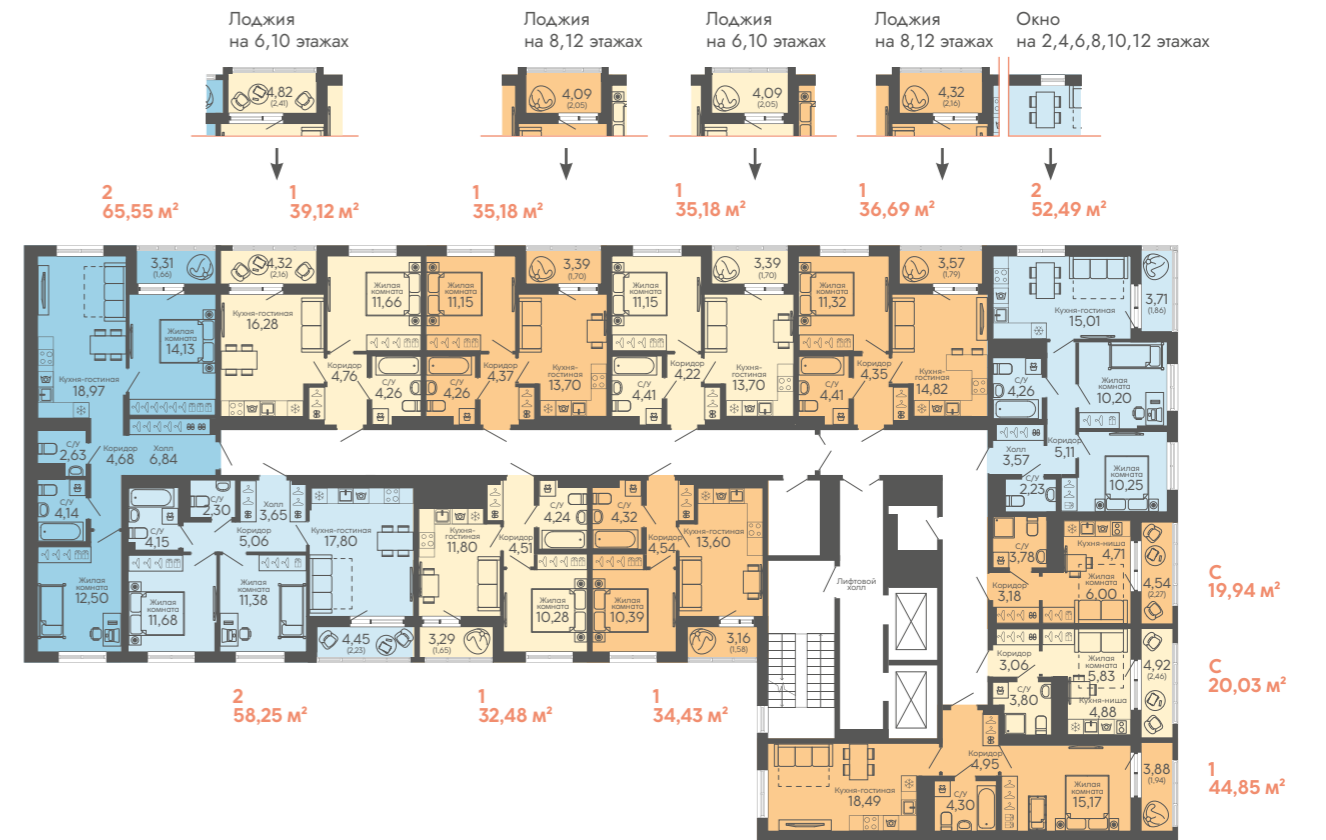 Лоджия
на 6,10 этажах
Лоджия
на 8,12 этажах
Лоджия
на 6,10 этажах
Лоджия
на 8,12 этажах
Окно
на 2,4,6,8,10,12 этажах
4,82
(2,41)
4,09
(2,05)
4,09
(2,05)
4,32
(2,16)
2
65,55 м²
1
39,12 м²
1
35,18 м²
1
35,18 м²
1
36,69 м²
2
52,49 м²
3,31
(1,66)
Жилая
комната
14,13
Кухня-гостиная
18,97
С/У
2,63
Коридор
4,68
Холл
6,84
С/У
4,14
Жилая
комната
12,50
4,32
(2,16)
Кухня-гостиная
16,28
Жилая
комната
11,66
Коридор
4,76
С/У
4,26
Жилая
комната
11,15
3,39
(1,70)
С/У
4,26
Коридор
4,37
Кухня-
гостиная
13,70
Жилая
комната
11,15
3,39
(1,70)
С/У
4,41
Коридор
4,22
Кухня-
гостиная
13,70
Жилая
комната
11,32
3,57
(1,79)
С/У
4,41
Коридор
4,35
Кухня-
гостиная
14,82
Кухня-гостиная
15,01
3,71
(1,86)
С/У
4,26
Жилая
комната
10,20
Холл
3,57
Коридор
5,11
С/У
2,23
Жилая
комната
10,25
С/У
4,15
С/У
2,30
Холл
3,65
Коридор
5,06
Кухня-гостиная
17,80
Жилая
комната
11,68
Жилая
комната
11,38
4,45
(2,23)
Кухня-
гостиная
11,80
Коридор
4,51
С/У
4,24
Жилая
комната
10,28
3,29
(1,65)
С/У
4,32
Коридор
4,54
Кухня-гостиная
13,60
Жилая
комната
10,39
3,16
(1,58)
Лифтовой
холл
С/У
3,78
Кухня-ниша
4,71
Коридор
3,18
Жилая
комната
6,00
4,54
(2,27)
С
19,94 м²
3,06
Жилая
комната
5,83
С/У
3,80
Кухня-ниша
4,88
4,92
(2,46)
С
20,03 м²
Коридор
4,95
Кухня-гостиная
18,49
С/У
4,30
Жилая
комната
15,17
3,88
(1,94)
1
44,85 м²
2
58,25 м²
1
32,48 м²
1
34,43 м²